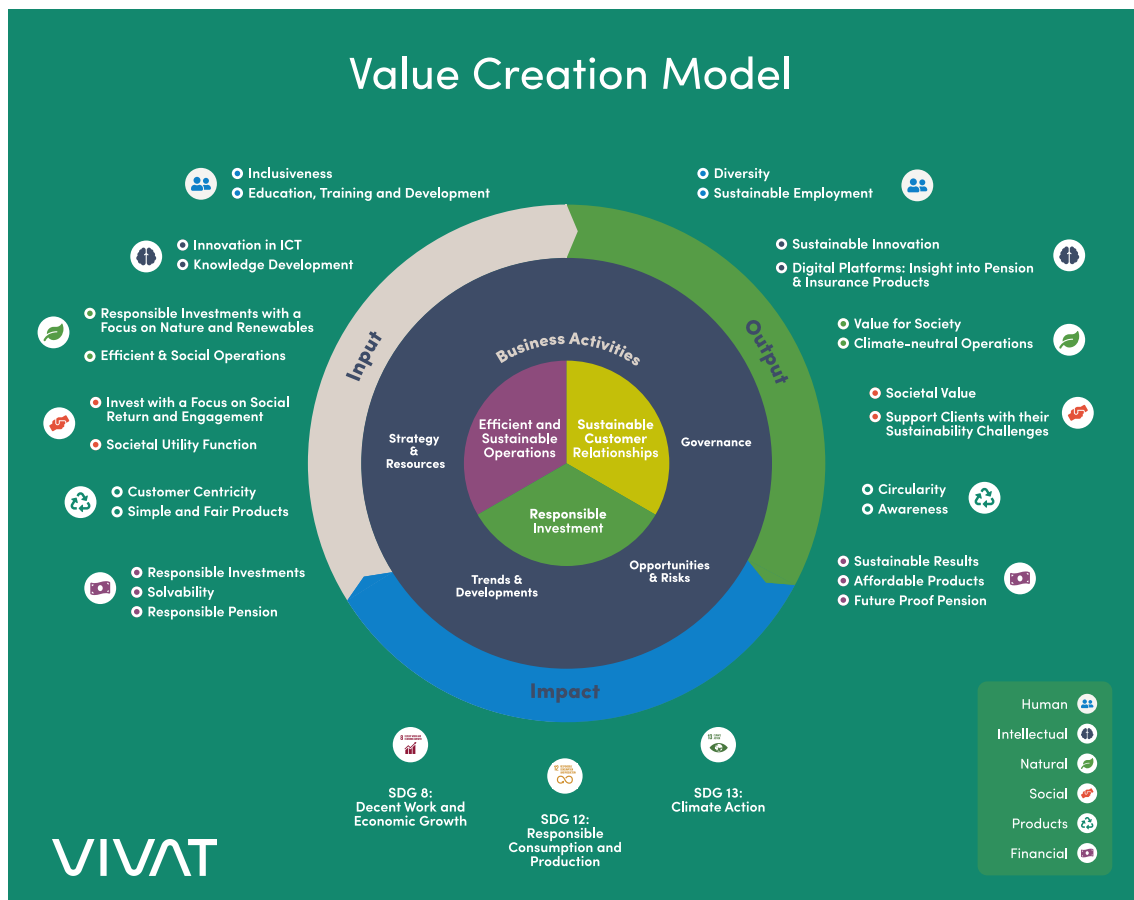 Value Creation Model
Inclusiveness
Education, Training and Development
Innovation in ICT
Knowledge Development
Responsible Investments with a
Focus on Nature and Renewables
Efficient & Social Operations
Invest with a Focus on Social
Return and Engagement
Societal Utility Function
Customer Centricity
Simple and Fair Products
Responsible Investments
Solvability
Responsible Pension
Input
Business Activities
Efficient and
Sustainable
Operations
Sustainable
Customer
Relationships
Responsible
Investment
Strategy
&
Resources
Governance
Trends &
Developments
Opportunities
& Risks
Output
Impact
Diversity
Sustainable Employment
Sustainable Innovation
Digital Platforms: Insight into Pension
& Insurance Products
Value for Society
Climate-neutral Operations
Societal Value
Support Clients with their
Sustainability Challenges
Circularity
Awareness
Sustainable Results
Affordable Products
Future Proof Pension
SDG 8:
Decent Work and
Economic Growth
SDG 12:
Responsible
Consumption and
Production
SDG 13:
Climate Action
Human
Intellectual
Natural
Social
Products
Financial
VIVAT